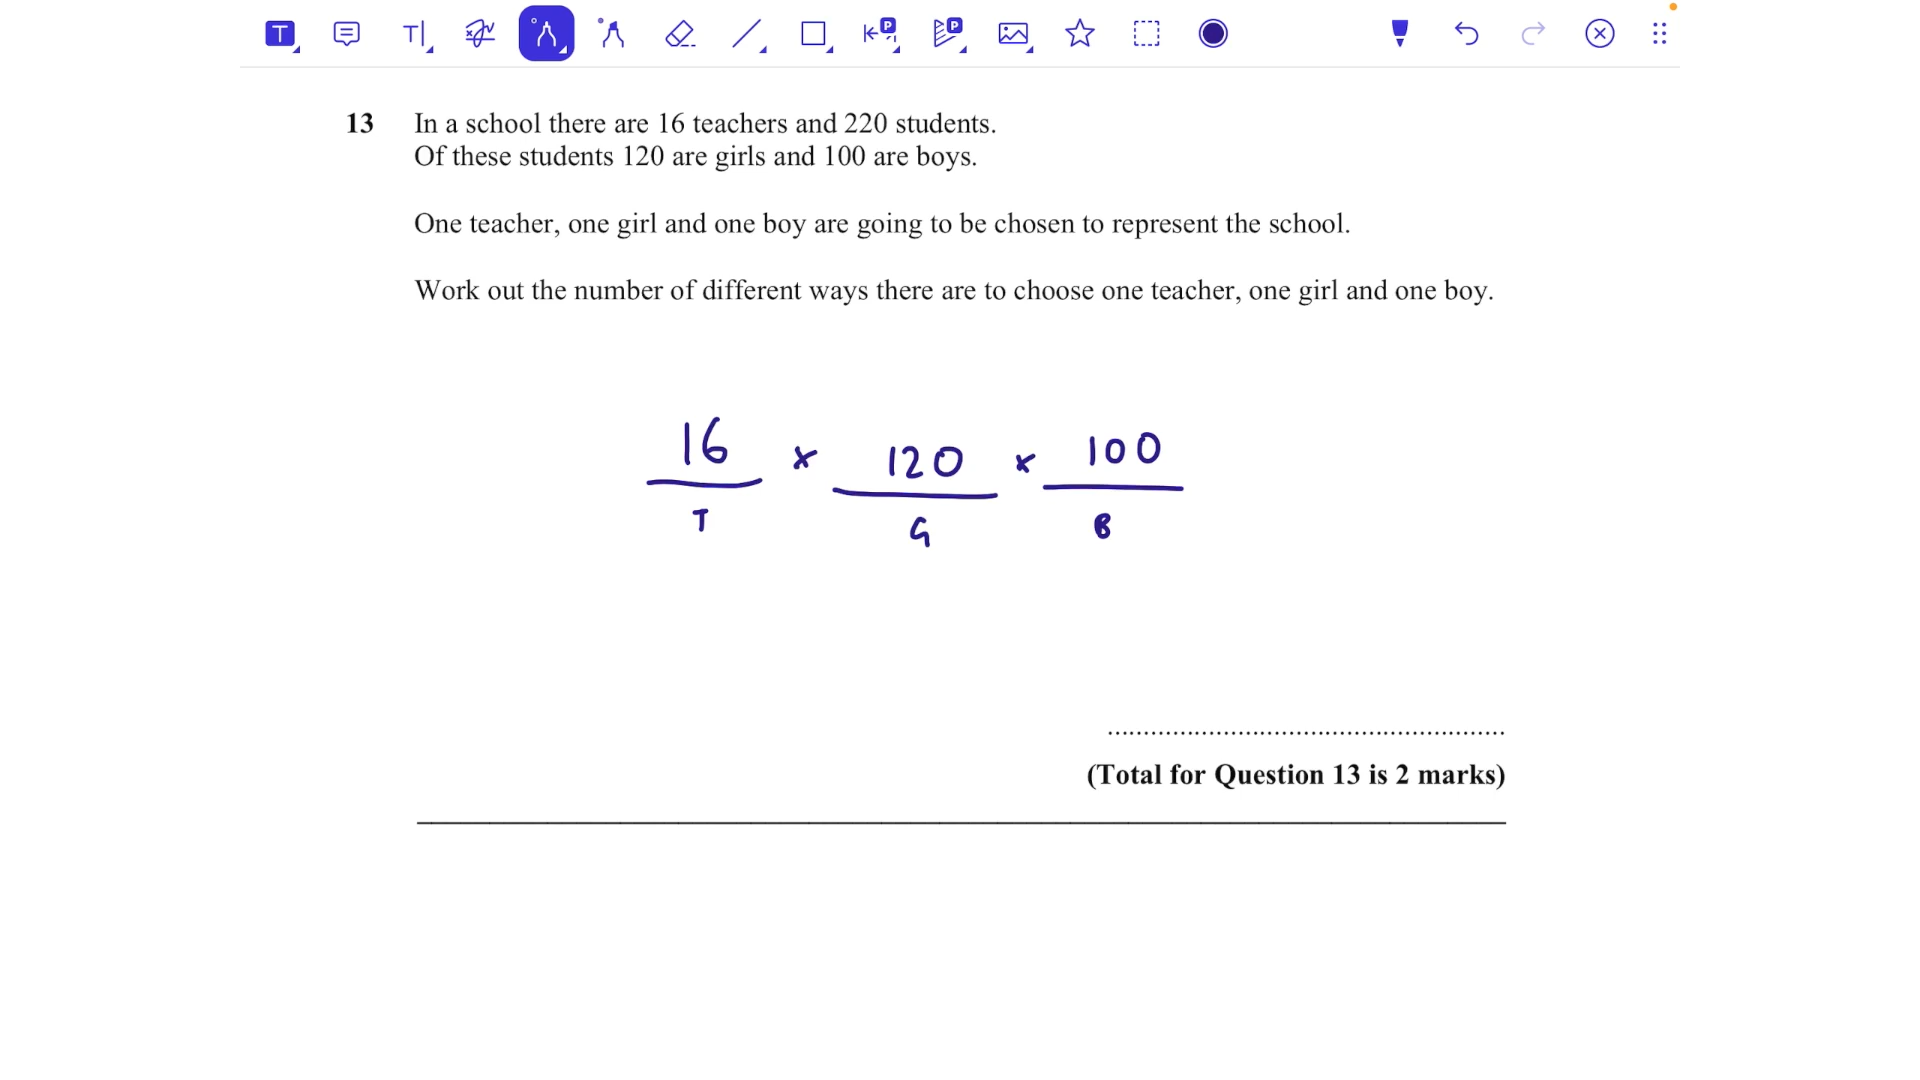 13 In a school there are 16 teachers and 220 students.
Of these students 120 are girls and 100 are boys.
One teacher, one girl and one boy are going to be chosen to represent the school.
Work out the number of different ways there are to choose one teacher, one girl and one boy.
16 × 120 × 100
T G B
(Total for Question 13 is 2 marks)